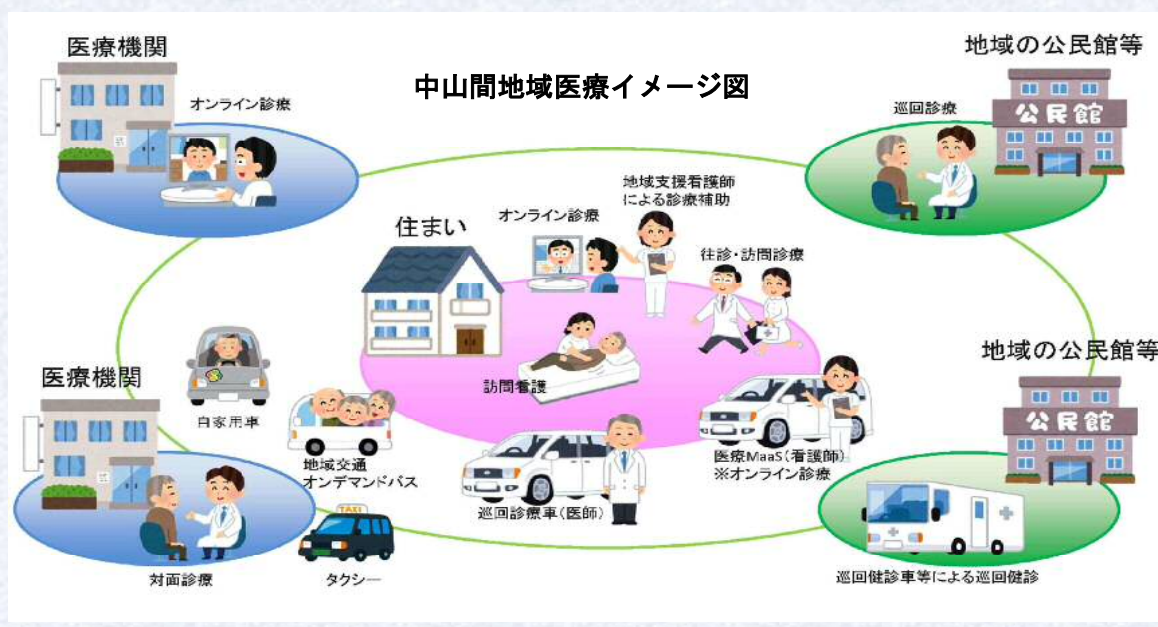 中山間地域医療イメージ図
医療機関
オンライン診療
地域の公民館等
巡回診療
公民館
住まい
オンライン診療
地域支援看護師
による診療補助
往診・訪問診療
訪問看護
医療MaaS(看護師)
※オンライン診療
巡回診療車(医師)
自家用車
地域交通
オンデマンドバス
TAXI
タクシー
医療機関
対面診療
地域の公民館等
公民館
巡回健診車等による巡回健診